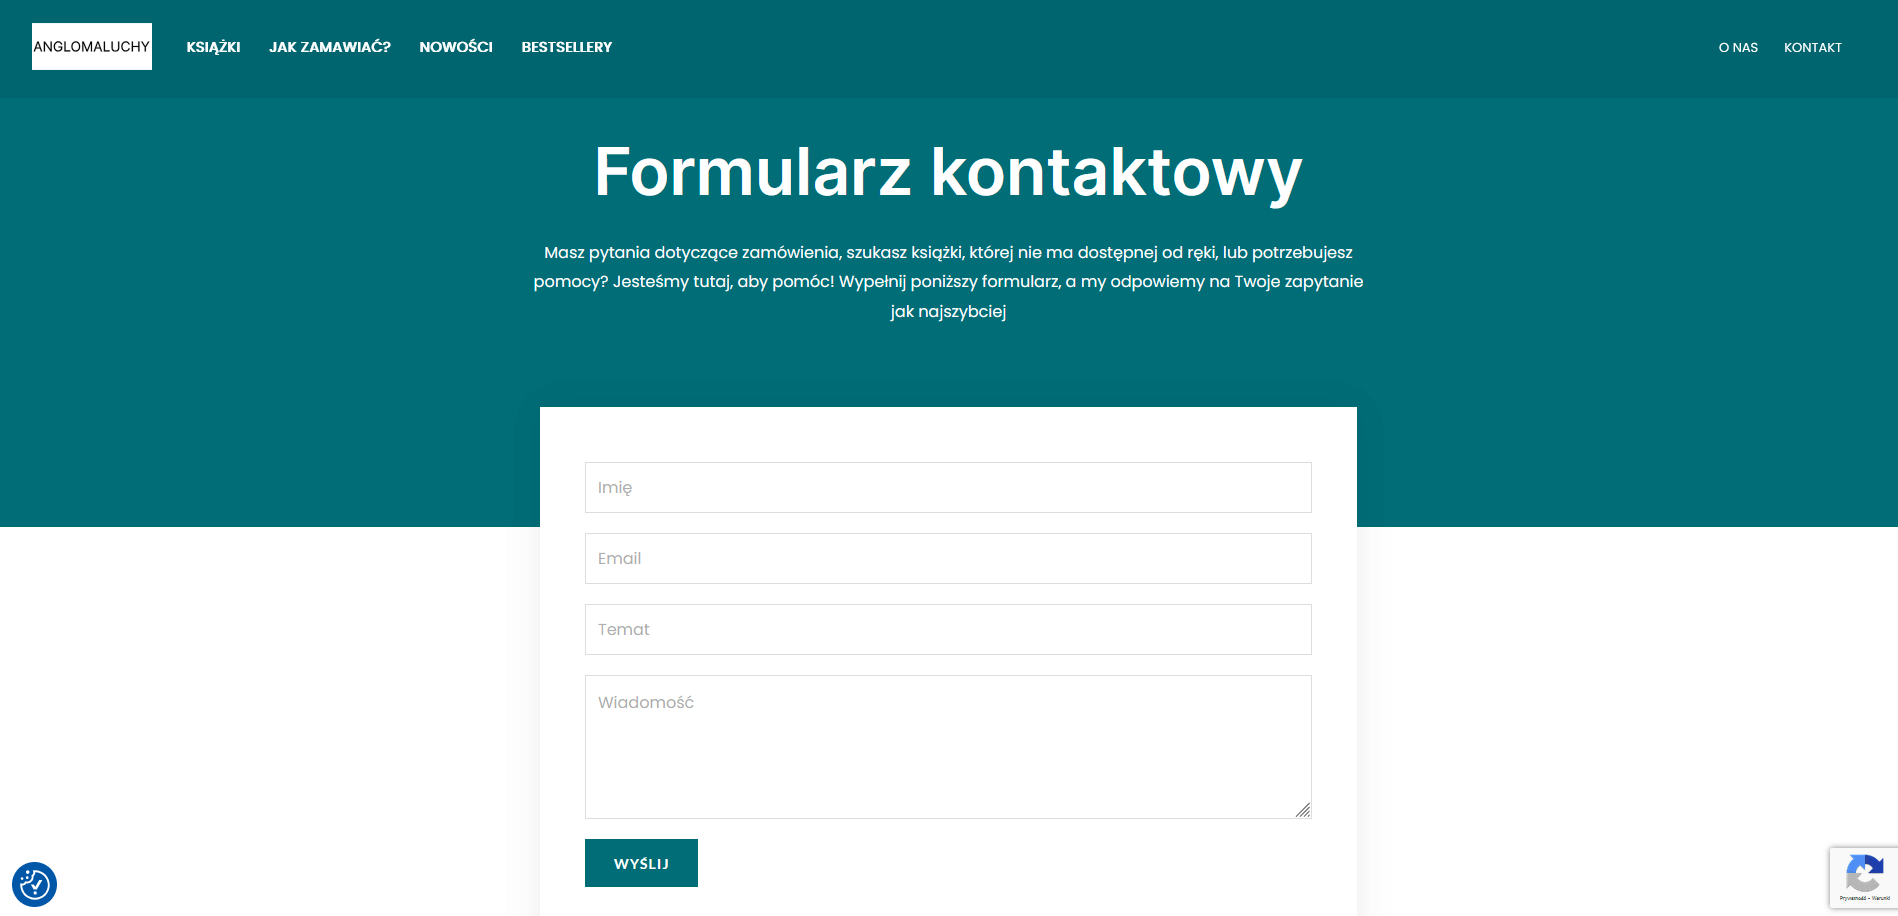 ANGLOMALUCHY
KSIĄŻKI
JAK ZAMAWIAĆ?
NOWOŚCI
BESTSELLERY
O NAS
KONTAKT
Formularz kontaktowy
Masz pytania dotyczące zamówienia, szukasz książki, której nie ma dostępnej od ręki, lub potrzebujesz
pomocy? Jesteśmy tutaj, aby pomóc! Wypełnij poniższy formularz, a my odpowiemy na Twoje zapytanie
jak najszybciej
Imię
Email
Temat
Wiadomość
WYŚLIJ
Prywatność - Warunki